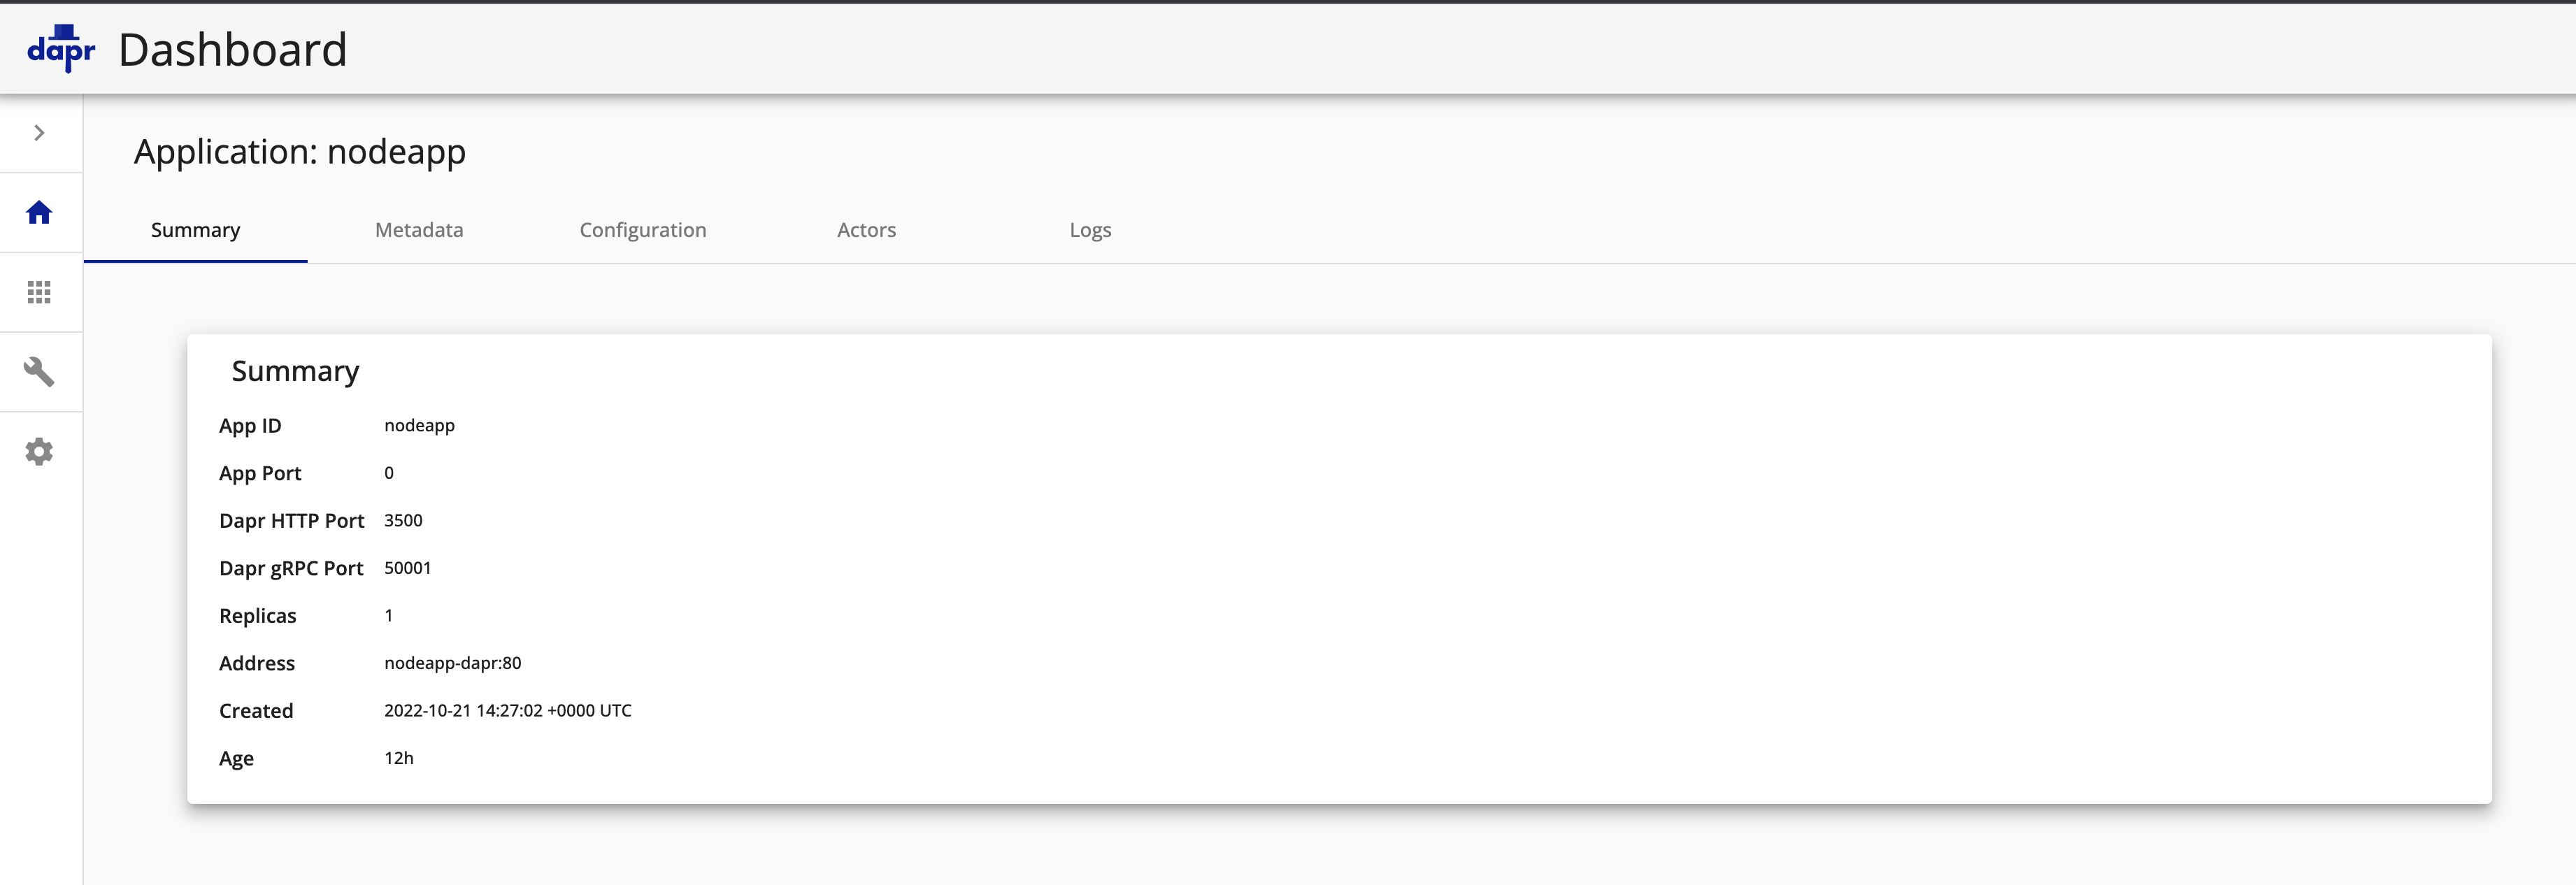 dapr Dashboard
Application: nodeapp
Summary Metadata Configuration Actors Logs
Summary
App ID nodeapp
App Port 0
Dapr HTTP Port 3500
Dapr gRPC Port 50001
Replicas 1
Address nodeapp-dapr:80
Created 2022-10-21 14:27:02 +0000 UTC
Age 12h